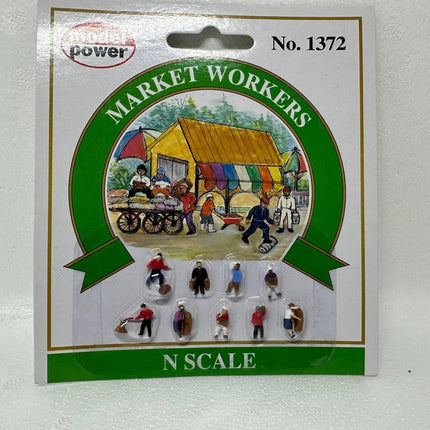 model
power
No. 1372
MARKET WORKERS
N SCALE